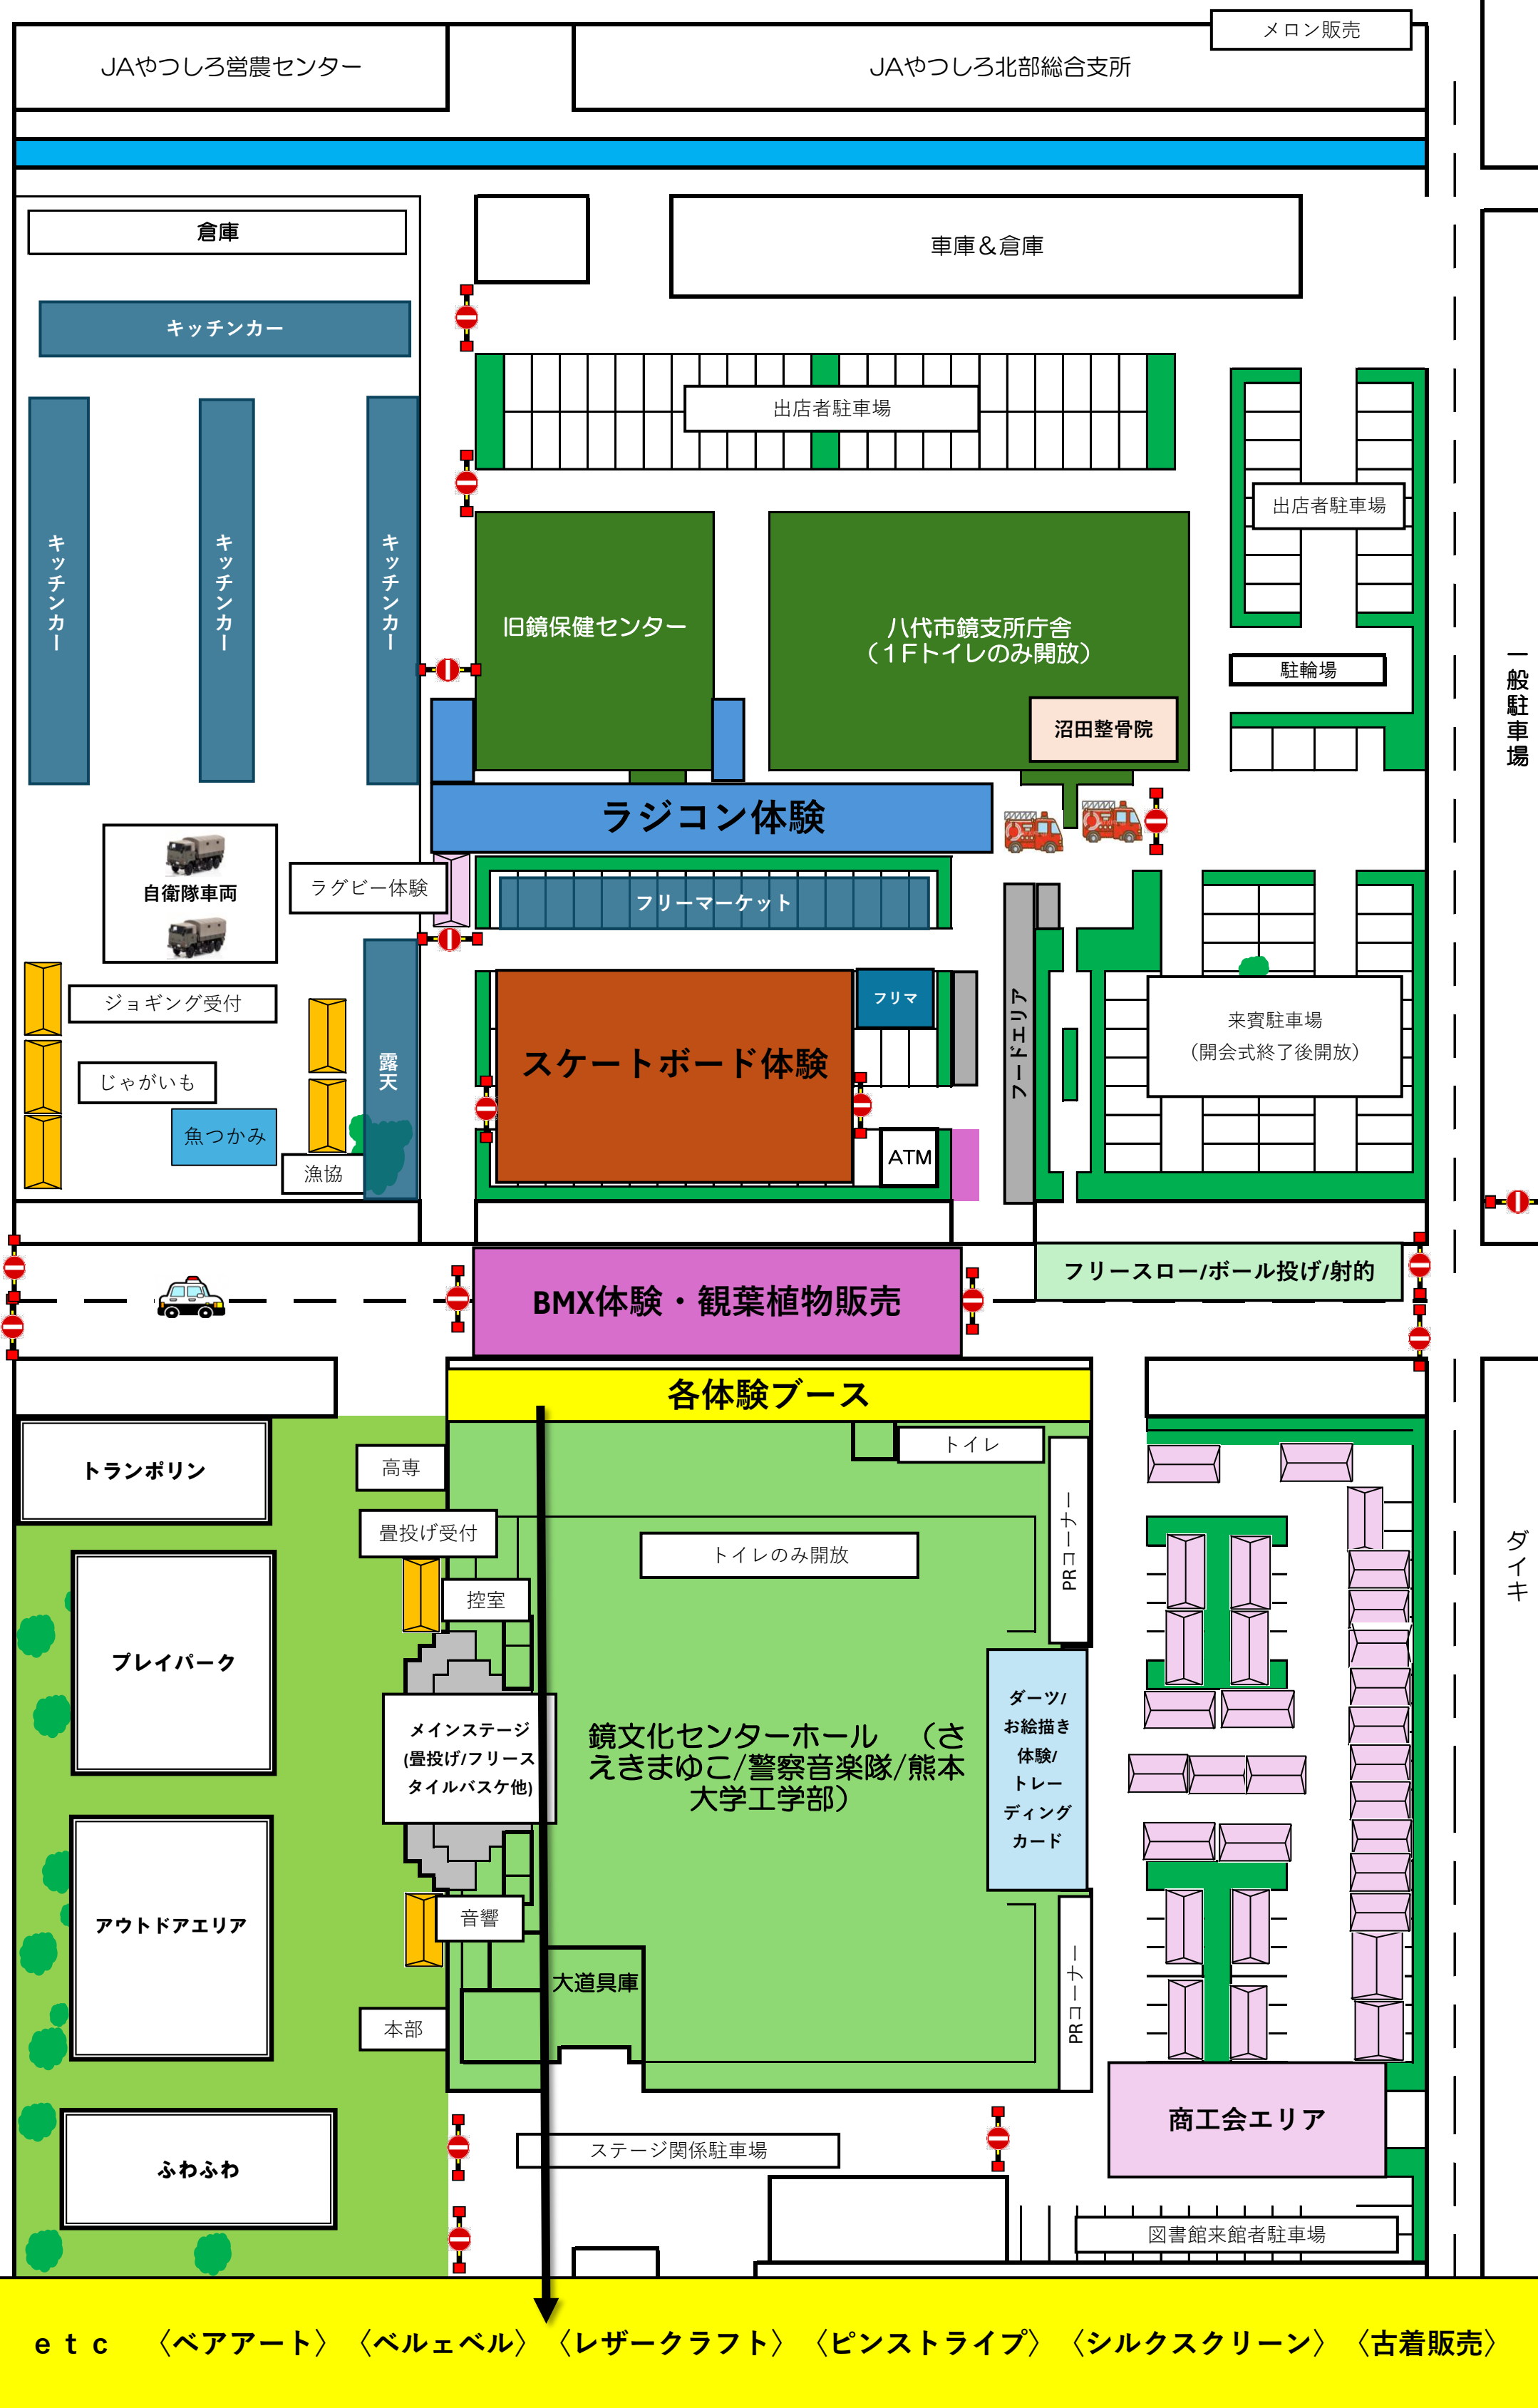 メロン販売
JAやつしろ営農センター
JAやつしろ北部総合支所
倉庫
車庫＆倉庫
キッチンカー
出店者駐車場
出店者駐車場
キッチンカー
キッチンカー
キッチンカー
旧鏡保健センター
八代市鏡支所庁舎
（１Ｆトイレのみ開放）
駐輪場
一般駐車場
沼田整骨院
ラジコン体験
自衛隊車両
ラグビー体験
フリーマーケット
ジョギング受付
フリマ
フードエリア
来賓駐車場
（開会式終了後開放）
スケートボード体験
露天
じゃがいも
魚つかみ
漁協
ATM
BMX体験・観葉植物販売
フリースロー/ボール投げ/射的
各体験ブース
トランポリン
高専
トイレ
畳投げ受付
トイレのみ開放
PRコーナー
ダイキ
控室
プレイパーク
メインステージ
(畳投げ/フリース
タイルバスケ他)
鏡文化センターホール　（さ
えきまゆこ/警察音楽隊/熊本
大学工学部）
ダーツ/
お絵描き
体験/
トレー
ディング
カード
アウトドアエリア
音響
大道具庫
PRコーナー
本部
商工会エリア
ふわふわ
ステージ関係駐車場
図書館来館者駐車場
ｅｔｃ　〈ベアアート〉〈ベルェベル〉〈レザークラフト〉〈ピンストライプ〉〈シルクスクリーン〉〈古着販売〉